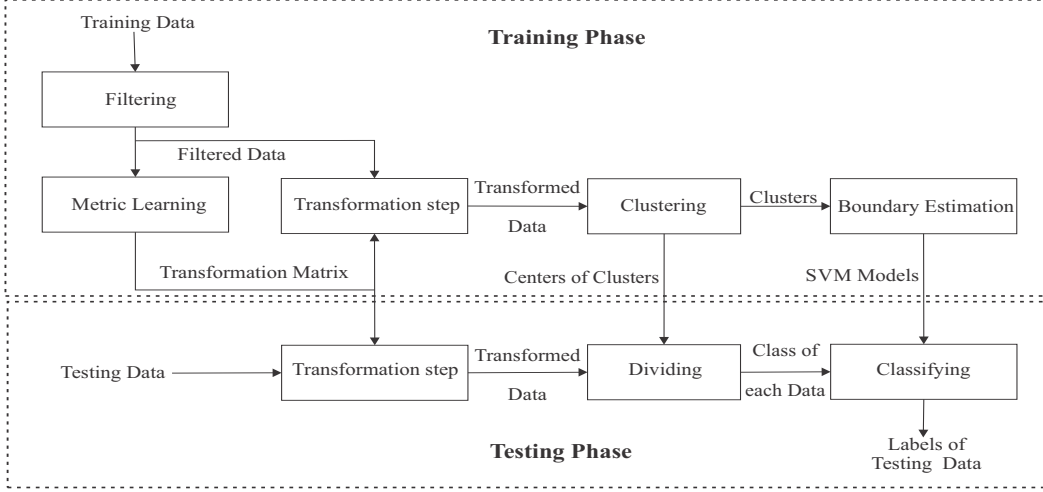 Training Data
Training Phase
Filtering
Filtered Data
Metric Learning
Transformation step
Transformed
Data
Clustering
Clusters
Boundary Estimation
Transformation Matrix
Centers of Clusters
SVM Models
Testing Data
Transformation step
Transformed
Data
Dividing
Class of
each Data
Classifying
Testing Phase
Labels of
Testing Data